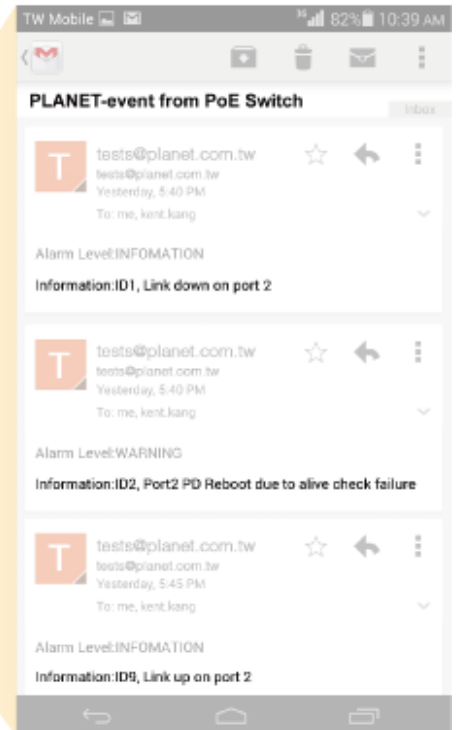 TW Mobile 3G 82% 10:39 AM
PLANET-event from PoE Switch
Inbox
T
tests@planet.com.tw
tests@planet.com.tw
Yesterday, 5:40 PM
To: me, kent.kang
Alarm Level:INFOMATION
Information:ID1, Link down on port 2
T
tests@planet.com.tw
tests@planet.com.tw
Yesterday, 5:40 PM
To: me, kent.kang
Alarm Level:WARNING
Information:ID2, Port2 PD Reboot due to alive check failure
T
tests@planet.com.tw
tests@planet.com.tw
Yesterday, 5:45 PM
To: me, kent.kang
Alarm Level:INFOMATION
Information:ID9, Link up on port 2